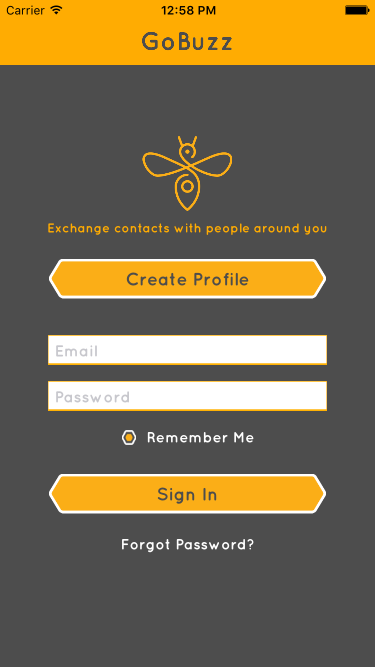 Carrier 12:58 PM
GoBuzz
Exchange contacts with people around you
Create Profile
Email
Password
Remember Me
Sign In
Forgot Password?